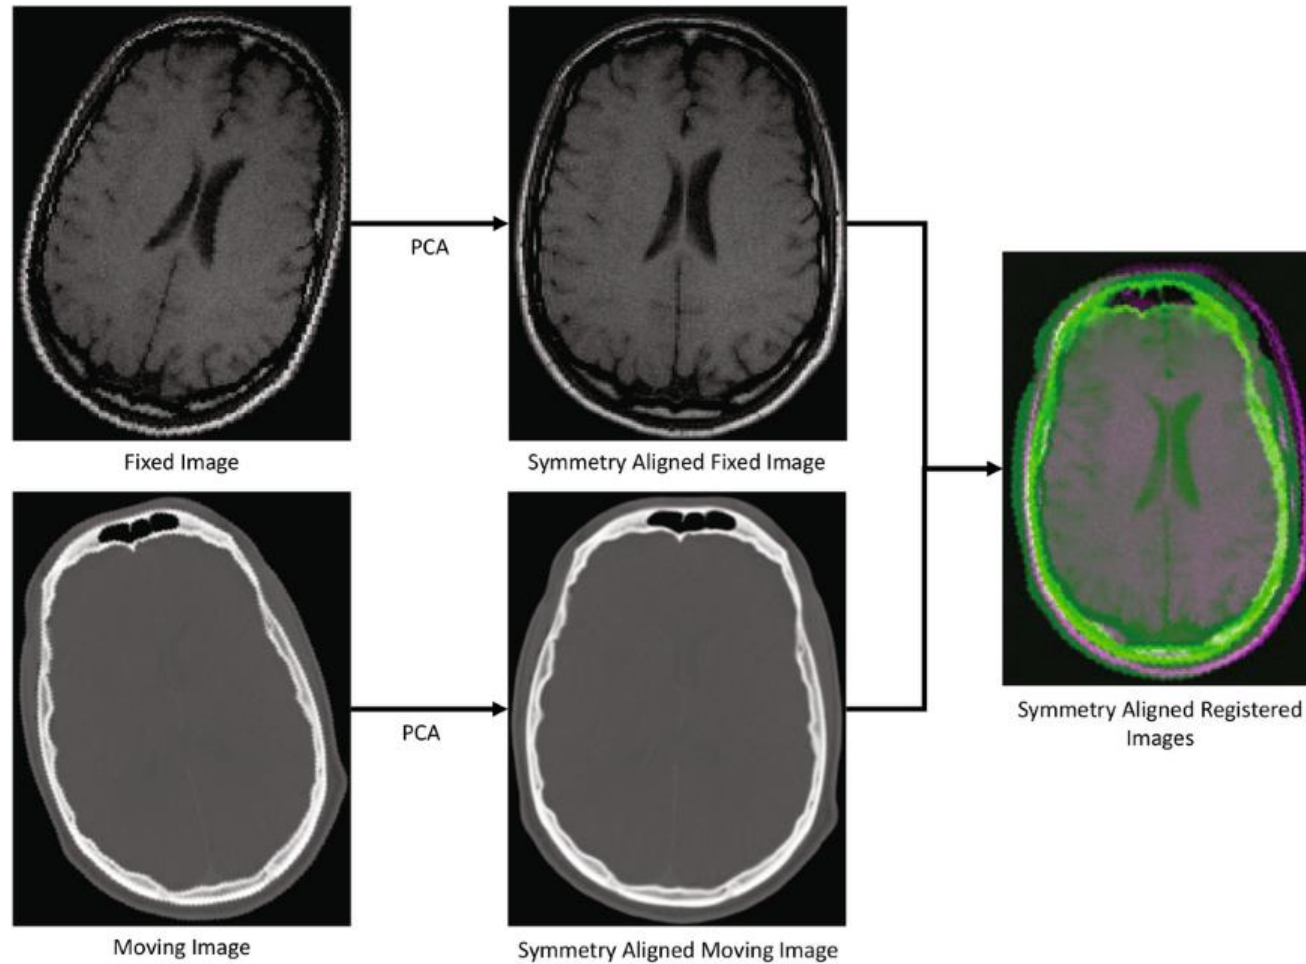 PCA
Fixed Image
Symmetry Aligned Fixed Image
PCA
Moving Image
Symmetry Aligned Moving Image
Symmetry Aligned Registered
Images